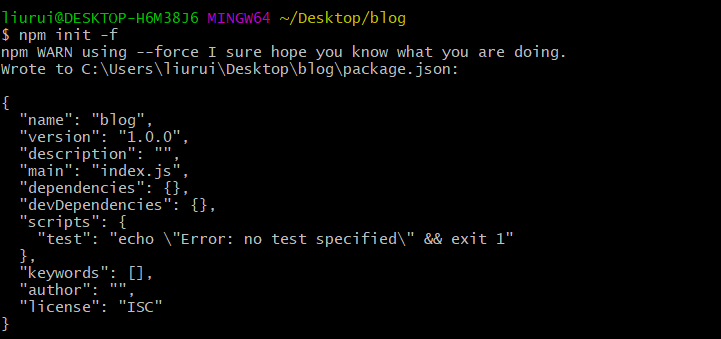 liurui@DESKTOP-H6M38J6 MINGW64 ~/Desktop/blog
$ npm init -f
npm WARN using --force I sure hope you know what you are doing.
Wrote to C:\Users\liurui\Desktop\blog\package.json:

{
  "name": "blog",
  "version": "1.0.0",
  "description": "",
  "main": "index.js",
  "dependencies": {},
  "devDependencies": {},
  "scripts": {
    "test": "echo \"Error: no test specified\" && exit 1"
  },
  "keywords": [],
  "author": "",
  "license": "ISC"
}